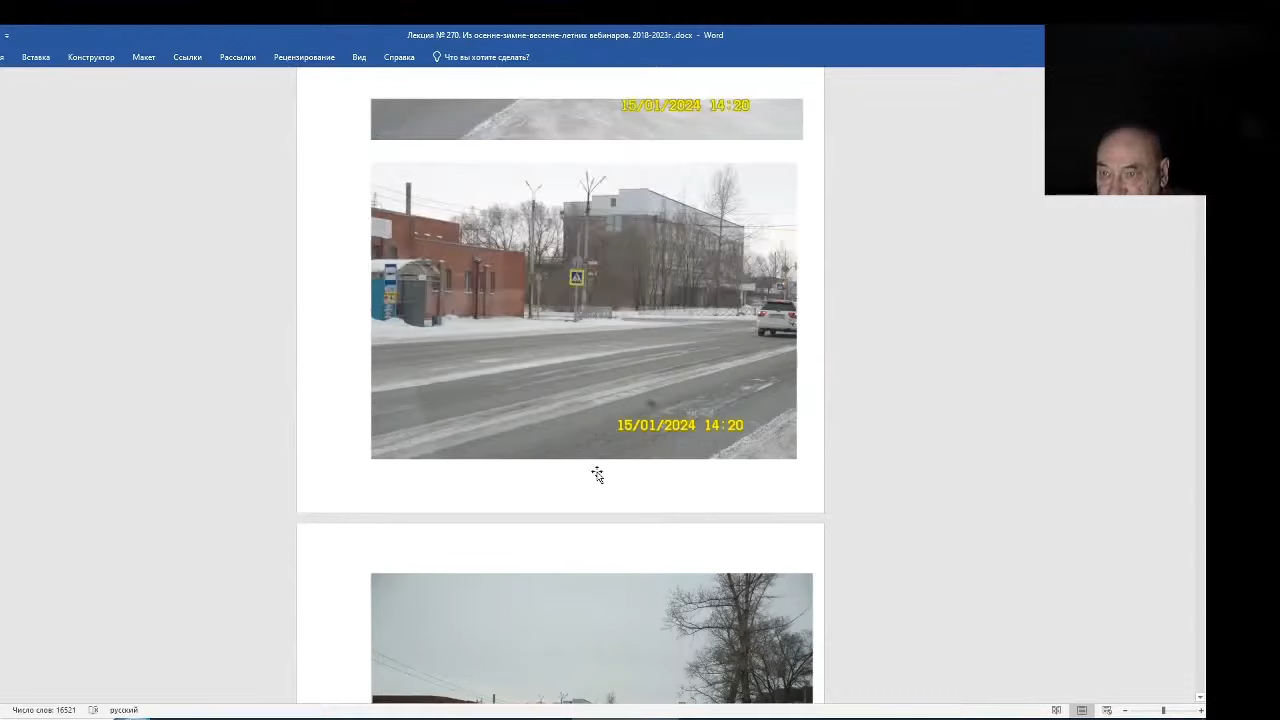 Лекция № 270. Из осенне-зимне-весенне-летних вебинаров. 2018-2023г..docx - Word
я Вставка Конструктор Макет Ссылки Рассылки Рецензирование Вид Справка Что вы хотите сделать?
15/01/2024 14:20
15/01/2024 14:20
Число слов: 16521 русский